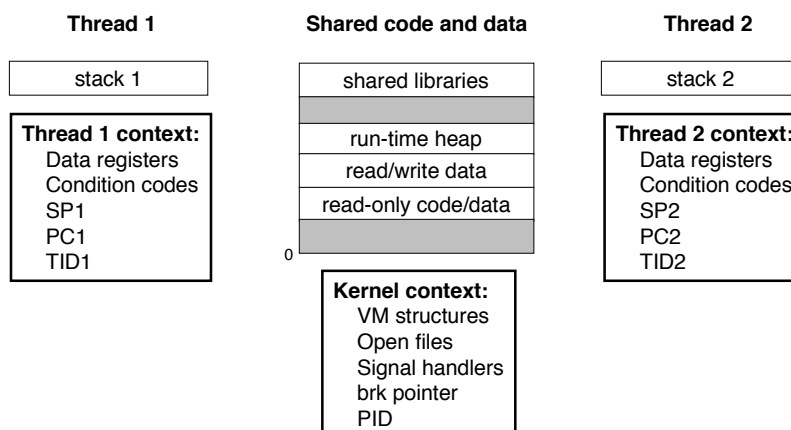 Thread 1
Shared code and data
Thread 2
stack 1
shared libraries
stack 2
Thread 1 context:
Data registers
Condition codes
SP1
PC1
TID1
run-time heap
read/write data
read-only code/data
0
Thread 2 context:
Data registers
Condition codes
SP2
PC2
TID2
Kernel context:
VM structures
Open files
Signal handlers
brk pointer
PID